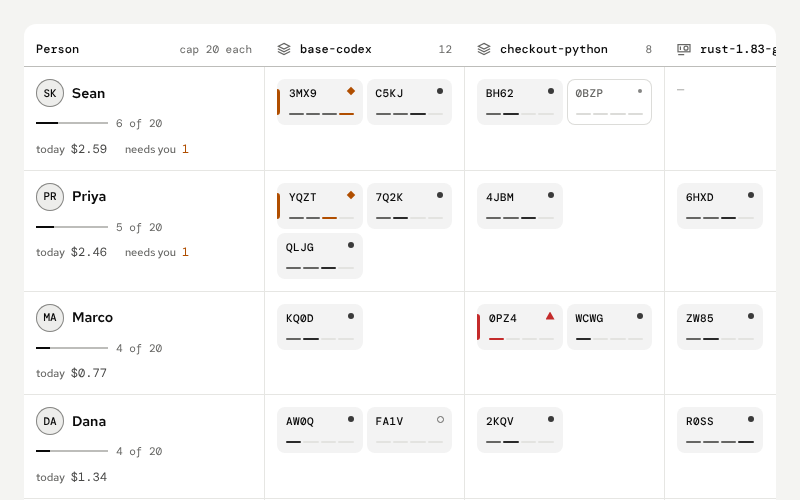 Person cap 20 each base-codex 12 checkout-python 8 rust-1.83-g
SK Sean 3MX9 C5KJ BH62 0BZP —
6 of 20
today $2.59 needs you 1
PR Priya YQZT 7Q2K 4JBM 6HXD
5 of 20
today $2.46 needs you 1
QLJG
MA Marco KQ0D 0PZ4 WCWG ZW85
4 of 20
today $0.77
DA Dana AW0Q FA1V 2KQV R0SS
4 of 20
today $1.34